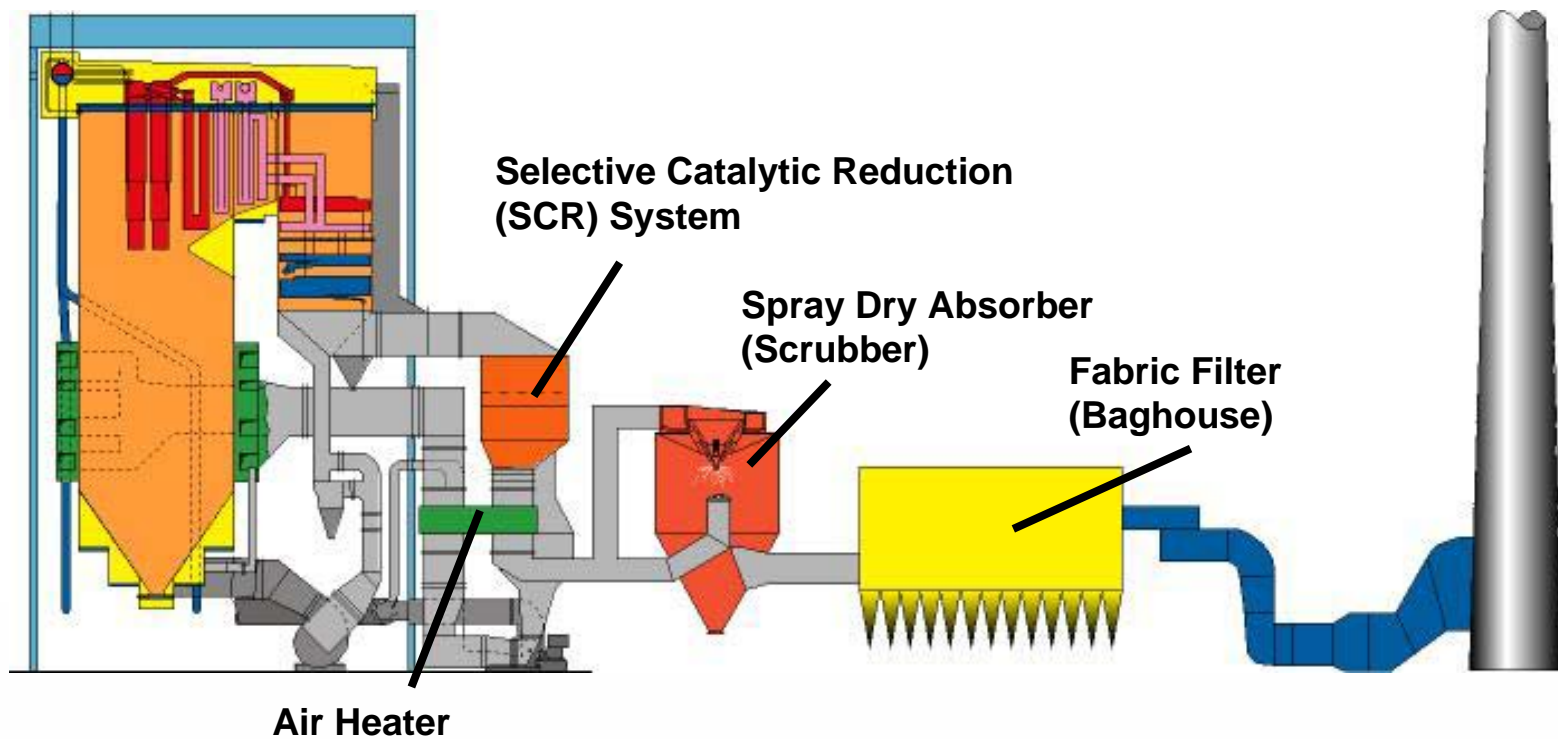 Selective Catalytic Reduction
(SCR) System
Spray Dry Absorber
(Scrubber)
Fabric Filter
(Baghouse)
Air Heater